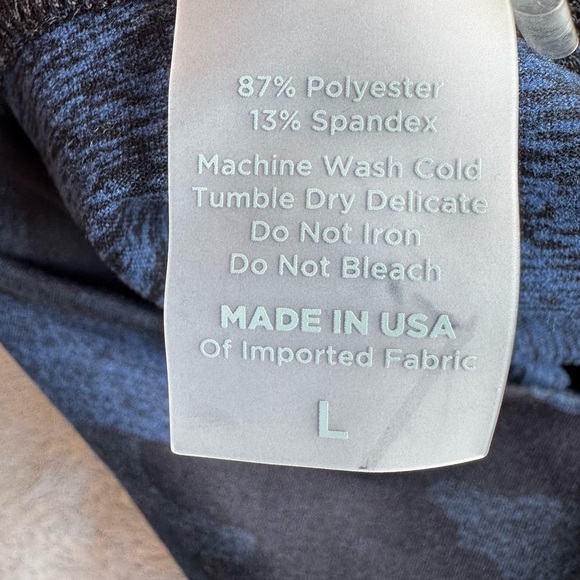 87% Polyester
13% Spandex
Machine Wash Cold
Tumble Dry Delicate
Do Not Iron
Do Not Bleach
MADE IN USA
Of Imported Fabric
L